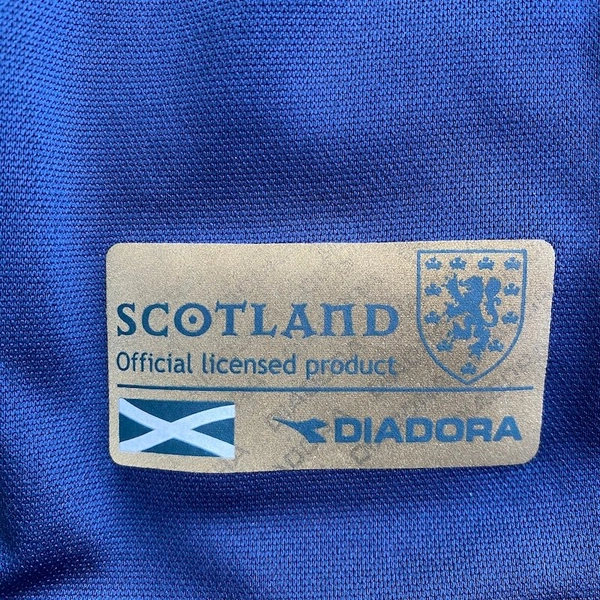 SCOTLAND
Official licensed product
DIADORA